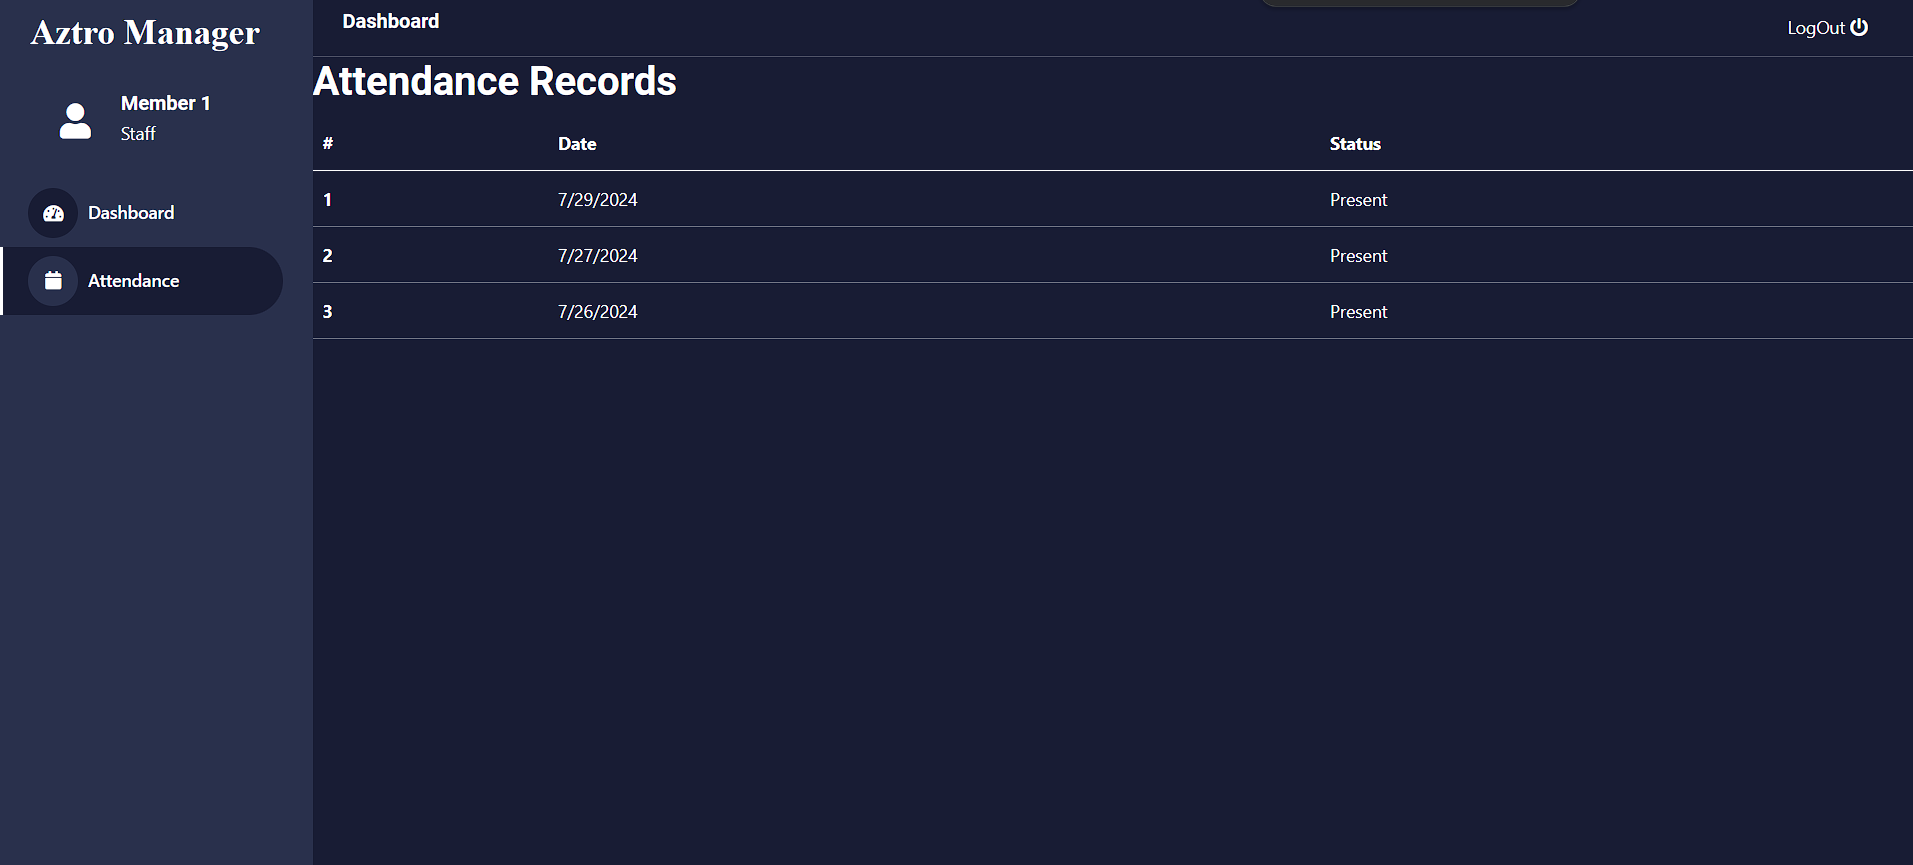 Aztro Manager
Member 1
Staff
Dashboard
Attendance
Dashboard
LogOut
Attendance Records
# Date Status
1 7/29/2024 Present
2 7/27/2024 Present
3 7/26/2024 Present